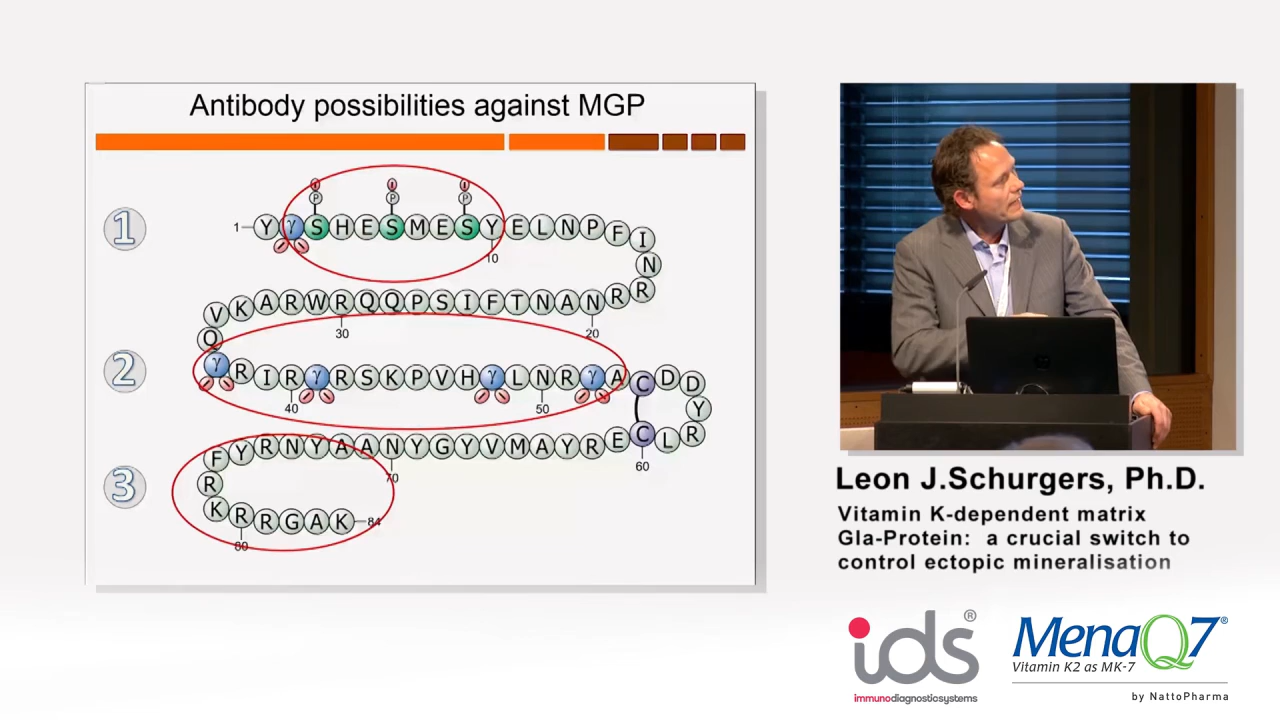 Antibody possibilities against MGP
P P P
1 1 Y γ S H E S M E S Y E L N P F I
10 N
V K A R W R Q Q P S I F T N A N R R
Q 30 20
2 γ R I R γ R S K P V H γ L N R γ A C D D
40 50 Y
F Y R N Y A A N Y G Y V M A Y R E C L R
3 R 70 60
K R R G A K 84
80
Leon J.Schurgers, Ph.D.
Vitamin K-dependent matrix
Gla-Protein: a crucial switch to
control ectopic mineralisation
ids®
immunodiagnosticsystems
MenaQ7®
Vitamin K2 as MK-7
by NattoPharma